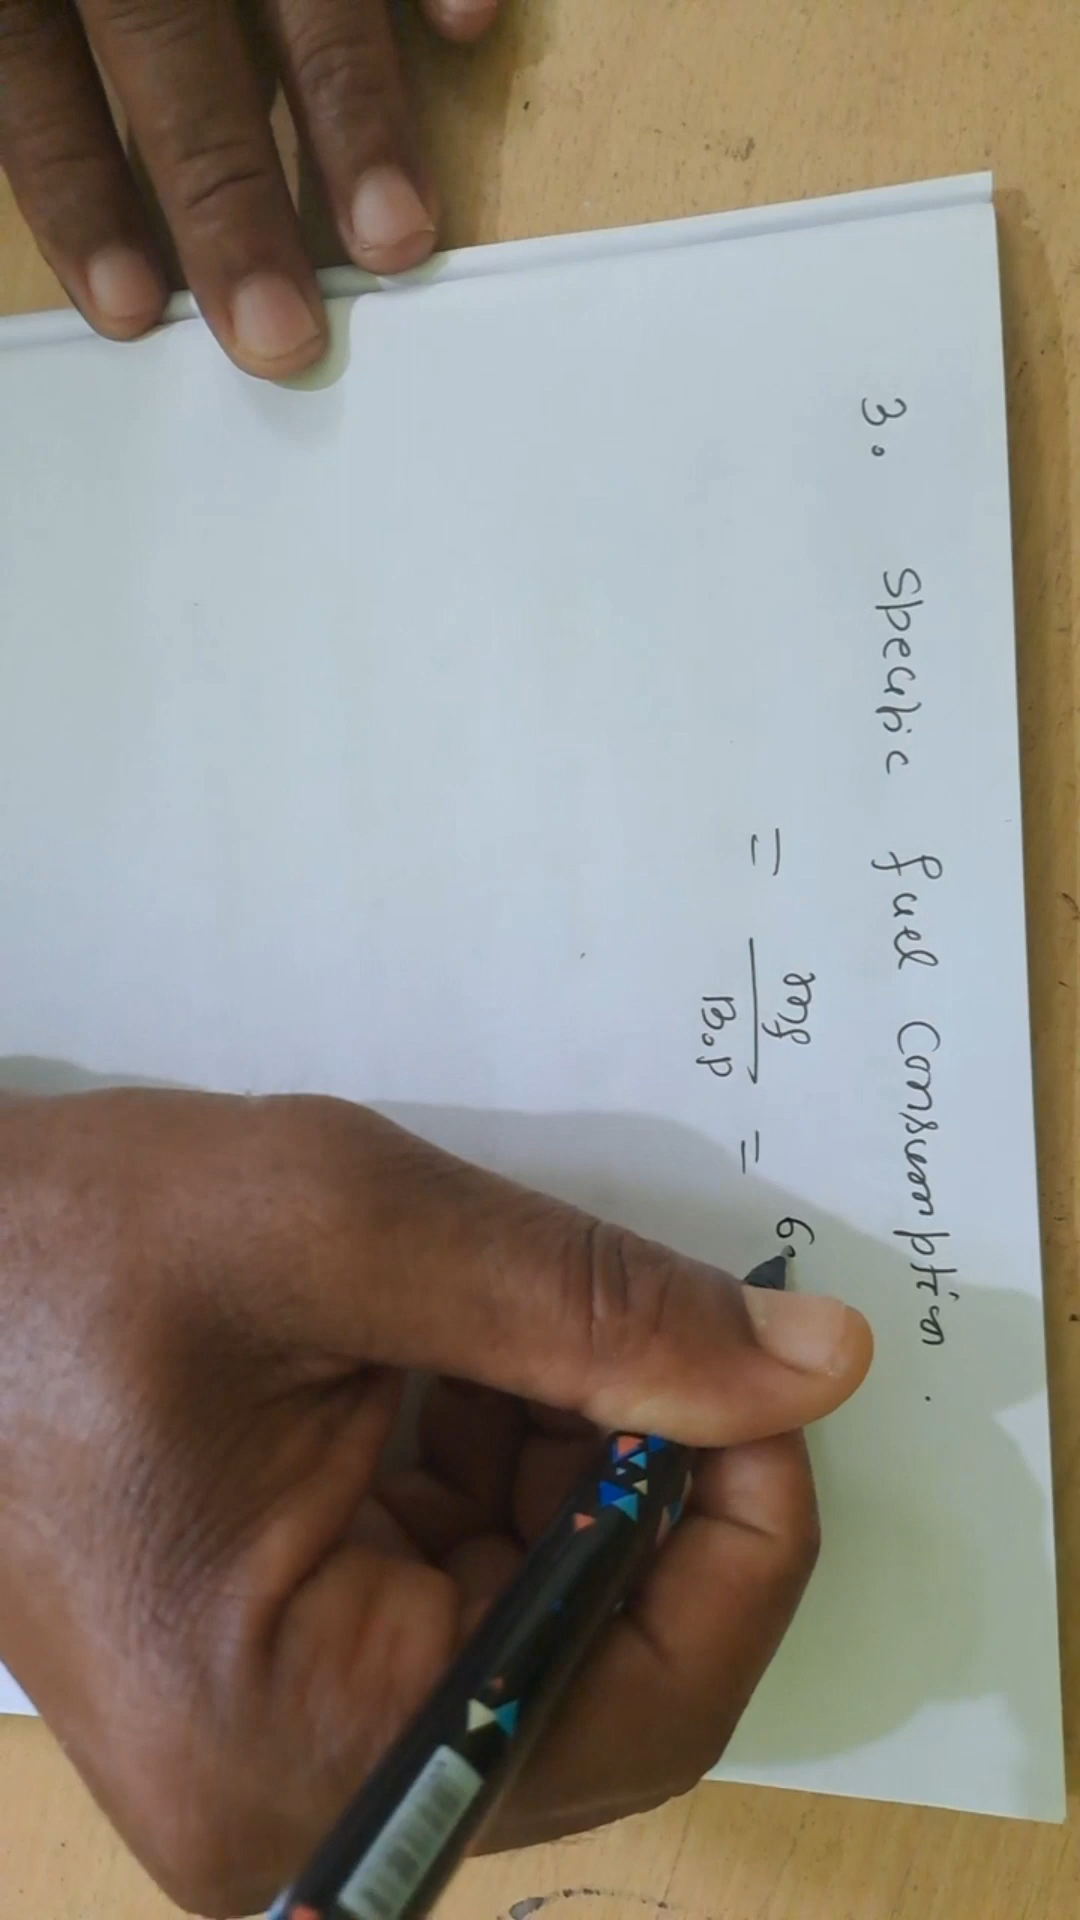 3. Specific fuel Consumption.
= mf / B.P = 6.